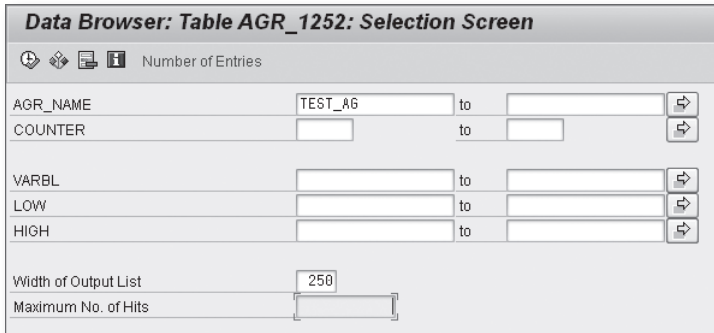 Data Browser: Table AGR_1252: Selection Screen
Number of Entries
AGR_NAME TEST_AG to
COUNTER to
VARBL to
LOW to
HIGH to
Width of Output List 250
Maximum No. of Hits